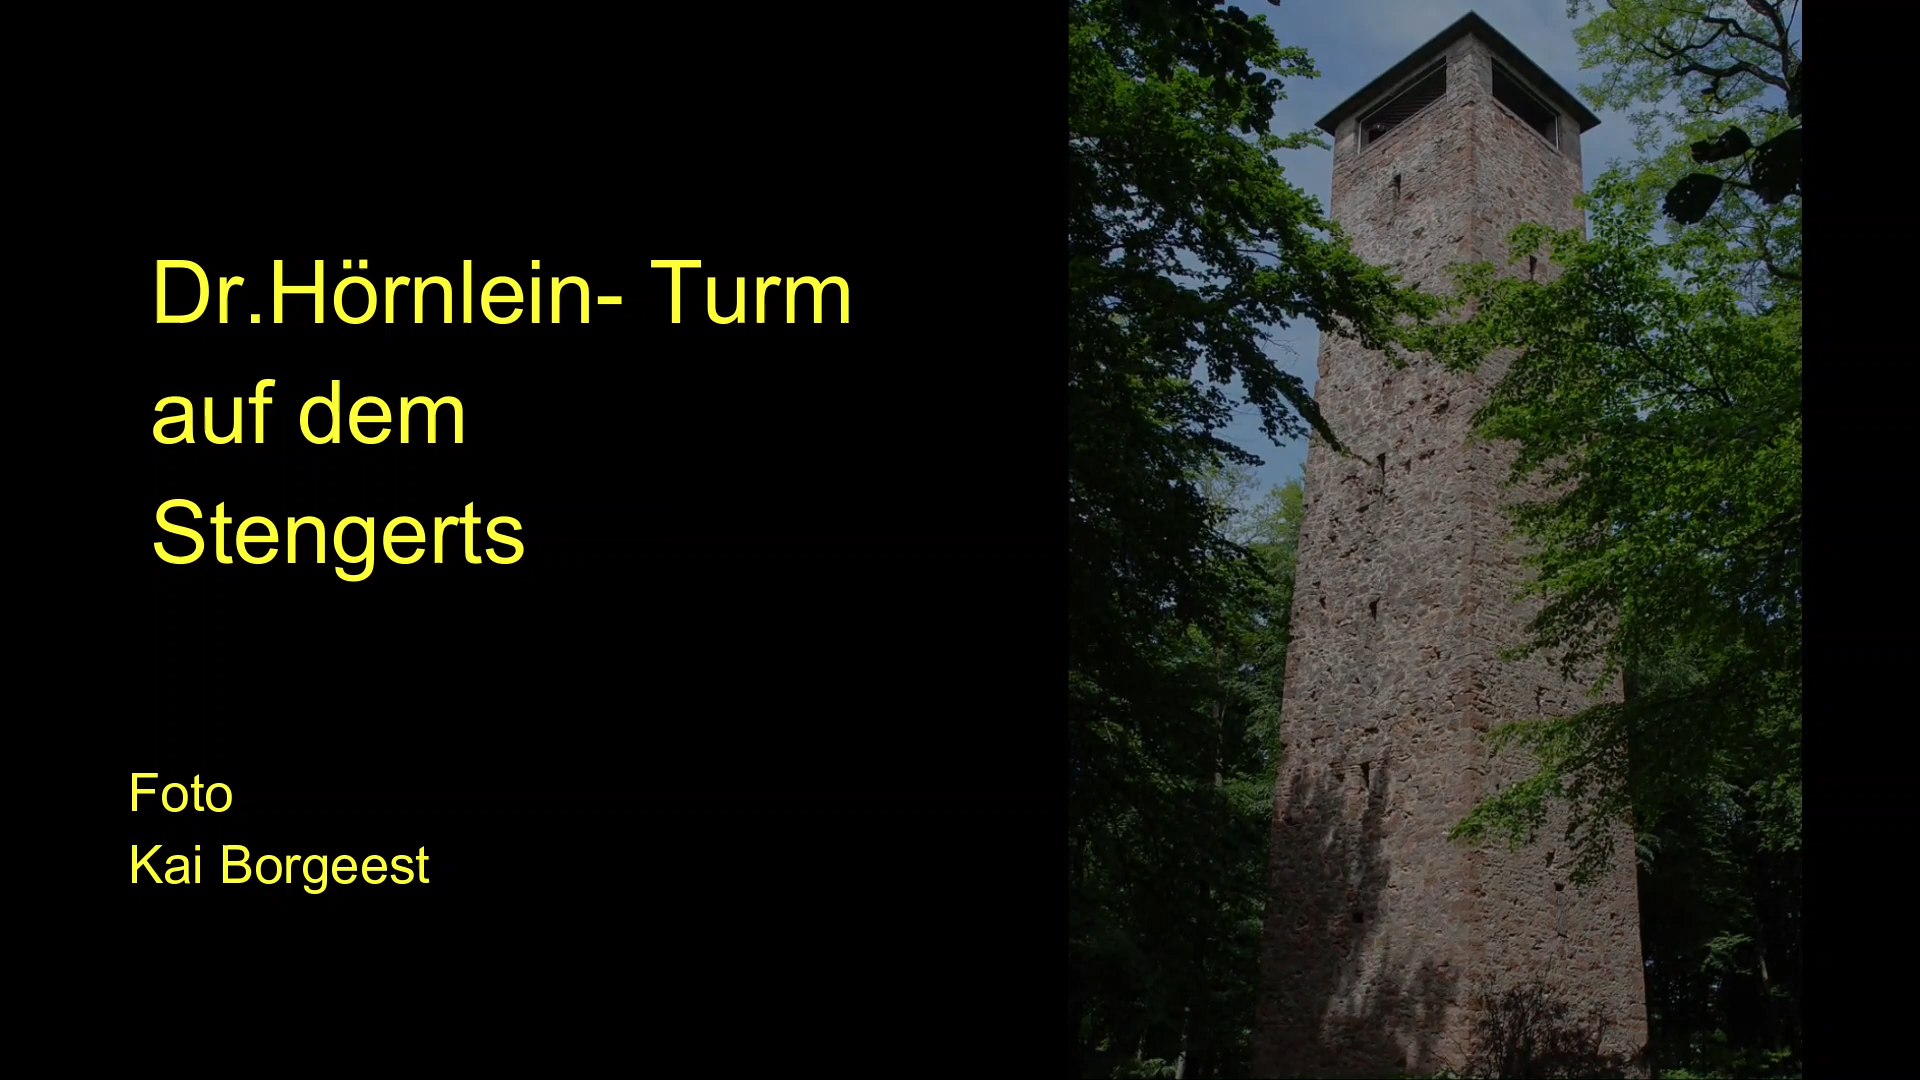 Dr.Hörnlein- Turm
auf dem
Stengerts
Foto
Kai Borgeest